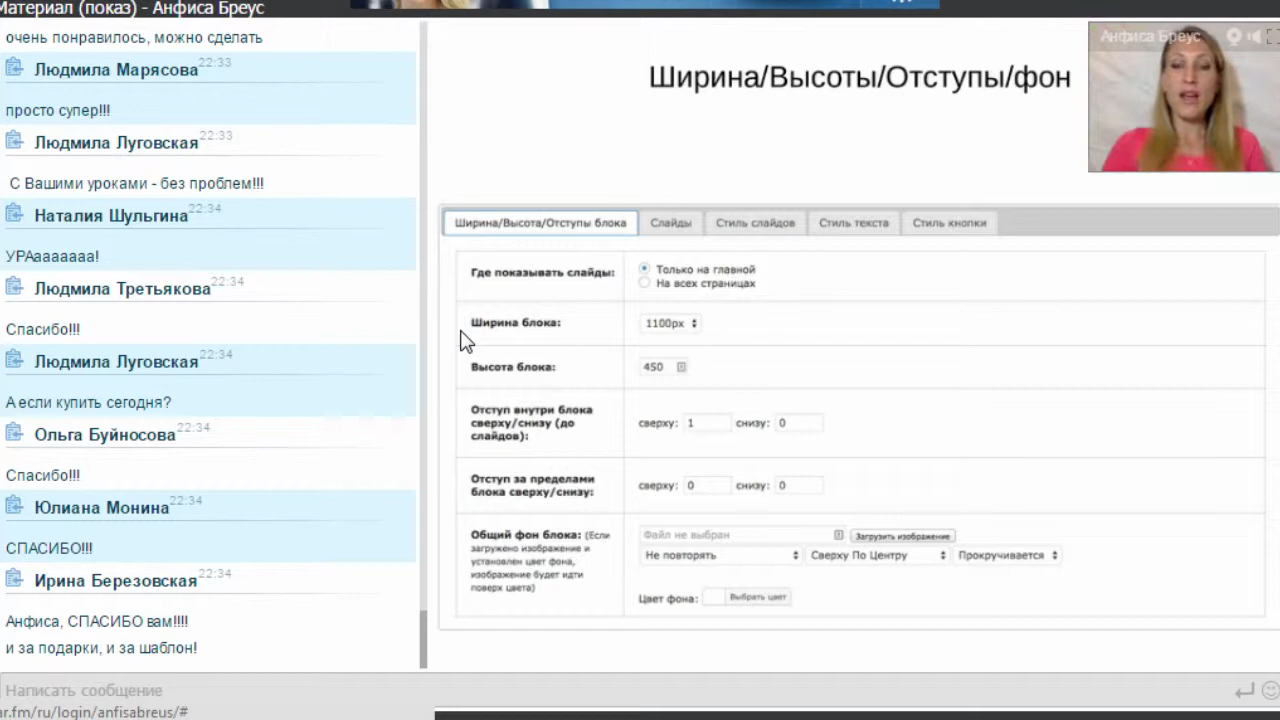 Материал (показ) - Анфиса Бреус
очень понравилось, можно сделать
Людмила Марясова 22:33
просто супер!!!
Людмила Луговская 22:33
С Вашими уроками - без проблем!!!
Наталия Шульгина 22:34
УРАааааааа!
Людмила Третьякова 22:34
Спасибо!!!
Людмила Луговская 22:34
А если купить сегодня?
Ольга Буйносова 22:34
Спасибо!!!
Юлиана Монина 22:34
СПАСИБО!!!
Ирина Березовская 22:34
Анфиса, СПАСИБО вам!!!!
и за подарки, и за шаблон!
Написать сообщение
ar.fm/ru/login/anfisabreus/#
Ширина/Высоты/Отступы/фон
Анфиса Бреус
Ширина/Высота/Отступы блока Слайды Стиль слайдов Стиль текста Стиль кнопки
Где показывать слайды: Только на главной
На всех страницах
Ширина блока: 1100px
Высота блока: 450
Отступ внутри блока
сверху/снизу (до
слайдов):
сверху: 1 снизу: 0
Отступ за пределами
блока сверху/снизу:
сверху: 0 снизу: 0
Общий фон блока: (Если
загружено изображение и
установлен цвет фона,
изображение будет идти
поверх цвета)
Файл не выбран Загрузить изображение
Не повторять Сверху По Центру Прокручивается
Цвет фона: Выбрать цвет